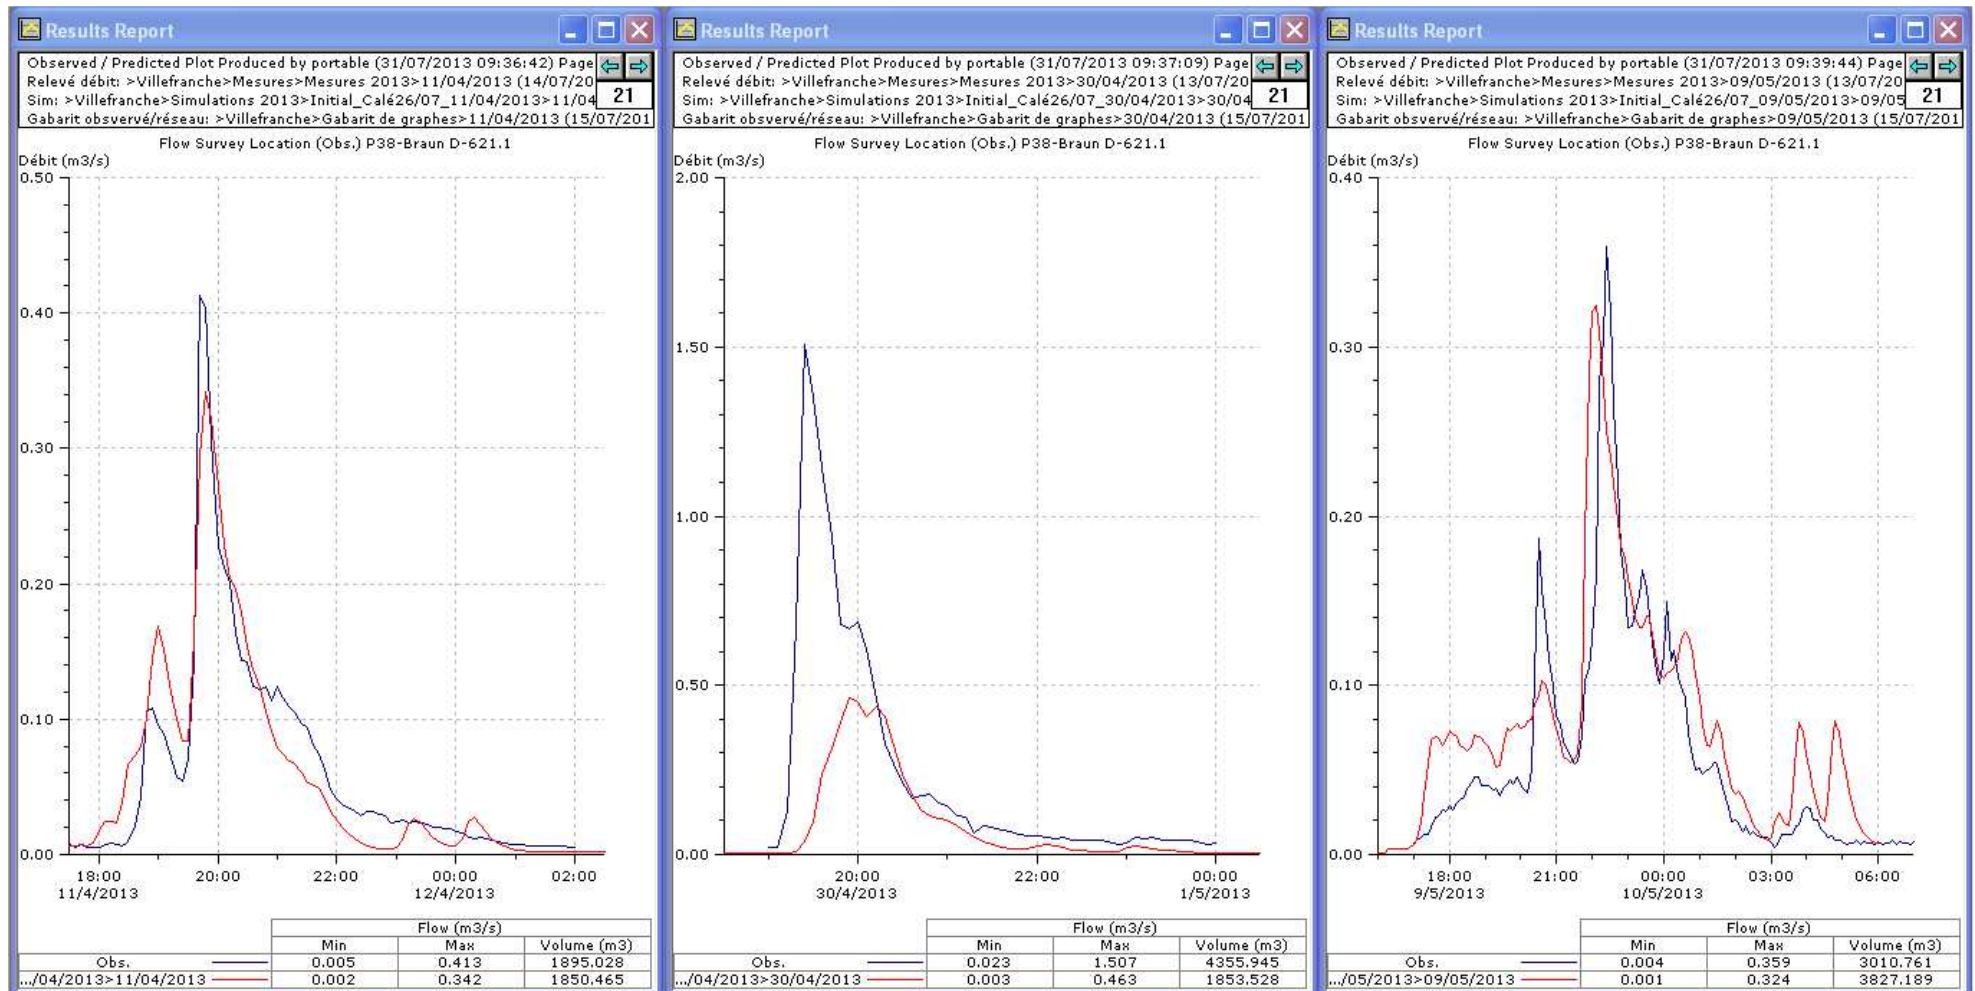 Results Report
Observed / Predicted Plot Produced by portable (31/07/2013 09:36:42) Page
Relevé débit: >Villefranche>Mesures>Mesures 2013>11/04/2013 (14/07/20
Sim: >Villefranche>Simulations 2013>Initial_Calé26/07_11/04/2013>11/04
Gabarit obsvervé/réseau: >Villefranche>Gabarit de graphes>11/04/2013 (15/07/201
21
Flow Survey Location (Obs.) P38-Braun D-621.1
Débit (m3/s)
0.50
0.40
0.30
0.20
0.10
0.00
18:00 20:00 22:00 00:00 02:00
11/4/2013 12/4/2013
Flow (m3/s)
Min Max Volume (m3)
Obs. 0.005 0.413 1895.028
.../04/2013>11/04/2013 0.002 0.342 1850.465
Results Report
Observed / Predicted Plot Produced by portable (31/07/2013 09:37:09) Page
Relevé débit: >Villefranche>Mesures>Mesures 2013>30/04/2013 (13/07/20
Sim: >Villefranche>Simulations 2013>Initial_Calé26/07_30/04/2013>30/04
Gabarit obsvervé/réseau: >Villefranche>Gabarit de graphes>30/04/2013 (15/07/201
21
Flow Survey Location (Obs.) P38-Braun D-621.1
Débit (m3/s)
2.00
1.50
1.00
0.50
0.00
20:00 22:00 00:00
30/4/2013 1/5/2013
Flow (m3/s)
Min Max Volume (m3)
Obs. 0.023 1.507 4355.945
.../04/2013>30/04/2013 0.003 0.463 1853.528
Results Report
Observed / Predicted Plot Produced by portable (31/07/2013 09:39:44) Page
Relevé débit: >Villefranche>Mesures>Mesures 2013>09/05/2013 (13/07/20
Sim: >Villefranche>Simulations 2013>Initial_Calé26/07_09/05/2013>09/05
Gabarit obsvervé/réseau: >Villefranche>Gabarit de graphes>09/05/2013 (15/07/201
21
Flow Survey Location (Obs.) P38-Braun D-621.1
Débit (m3/s)
0.40
0.30
0.20
0.10
0.00
18:00 21:00 00:00 03:00 06:00
9/5/2013 10/5/2013
Flow (m3/s)
Min Max Volume (m3)
Obs. 0.004 0.359 3010.761
.../05/2013>09/05/2013 0.001 0.324 3827.189